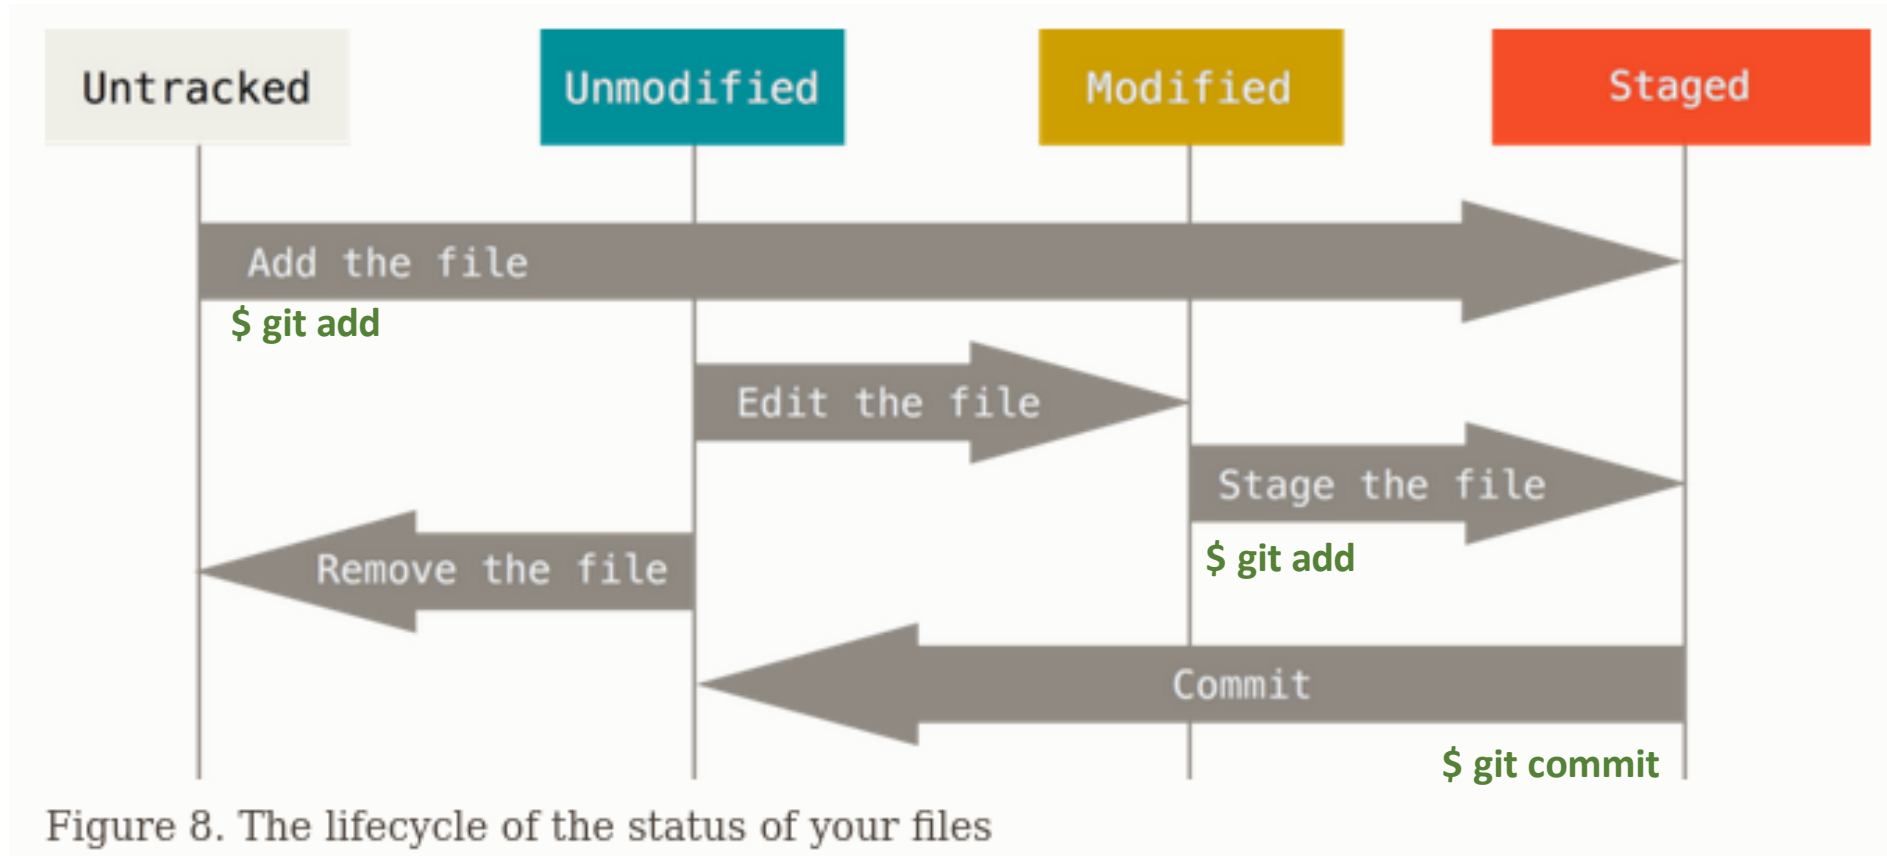 Untracked
Unmodified
Modified
Staged
Add the file
$ git add
Edit the file
Stage the file
$ git add
Remove the file
Commit
$ git commit
Figure 8. The lifecycle of the status of your files